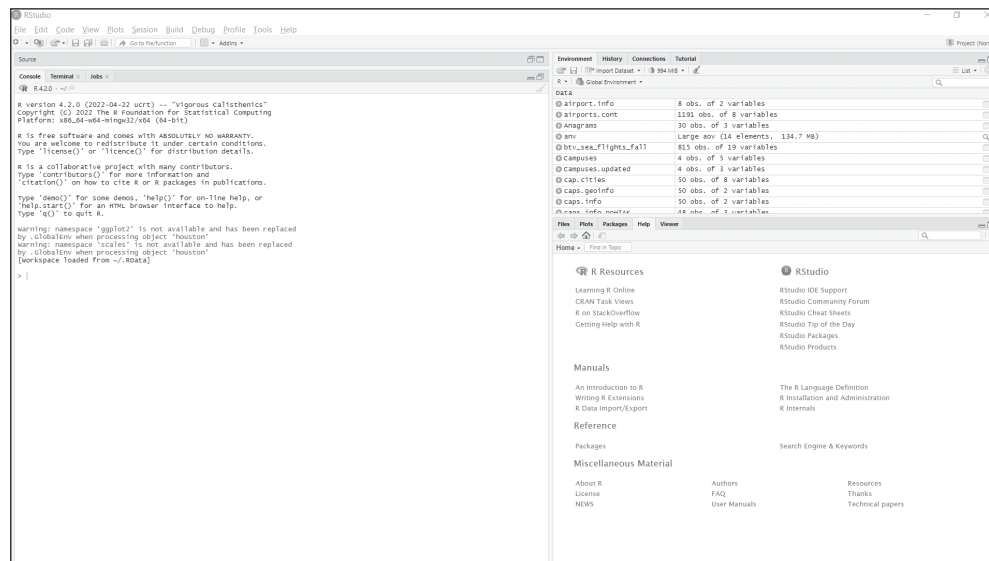 RStudio
File Edit Code View Plots Session Build Debug Profile Tools Help
Go to file/function Addins
Project: (Non
Source
Console Terminal Jobs
R 4.2.0 · ~/
R version 4.2.0 (2022-04-22 ucrt) -- "Vigorous Calisthenics"
Copyright (C) 2022 The R Foundation for Statistical Computing
Platform: x86_64-w64-mingw32/x64 (64-bit)
R is free software and comes with ABSOLUTELY NO WARRANTY.
You are welcome to redistribute it under certain conditions.
Type 'license()' or 'licence()' for distribution details.
R is a collaborative project with many contributors.
Type 'contributors()' for more information and
'citation()' on how to cite R or R packages in publications.
Type 'demo()' for some demos, 'help()' for on-line help, or
'help.start()' for an HTML browser interface to help.
Type 'q()' to quit R.
Warning: namespace 'ggplot2' is not available and has been replaced
by .GlobalEnv when processing object 'houston'
warning: namespace 'scales' is not available and has been replaced
by .GlobalEnv when processing object 'houston'
[Workspace loaded from ~/.RData]
>
Environment History Connections Tutorial
Import Dataset 994 MiB List
R Global Environment
Data
airport.info 8 obs. of 2 variables
airports.cont 1191 obs. of 8 variables
Anagrams 30 obs. of 3 variables
anv Large aov (14 elements, 134.7 MB)
btv_sea_flights_fall 815 obs. of 19 variables
Campuses 4 obs. of 5 variables
Campuses.updated 4 obs. of 3 variables
cap.cities 50 obs. of 8 variables
caps.geoinfo 50 obs. of 2 variables
caps.info 50 obs. of 2 variables
caps.info.noHIAK 48 obs. of 3 variables
Files Plots Packages Help Viewer
Home Find in Topic
R Resources
Learning R Online
CRAN Task Views
R on StackOverflow
Getting Help with R
RStudio
RStudio IDE Support
RStudio Community Forum
RStudio Cheat Sheets
RStudio Tip of the Day
RStudio Packages
RStudio Products
Manuals
An Introduction to R The R Language Definition
Writing R Extensions R Installation and Administration
R Data Import/Export R Internals
Reference
Packages Search Engine & Keywords
Miscellaneous Material
About R Authors Resources
License FAQ Thanks
NEWS User Manuals Technical papers